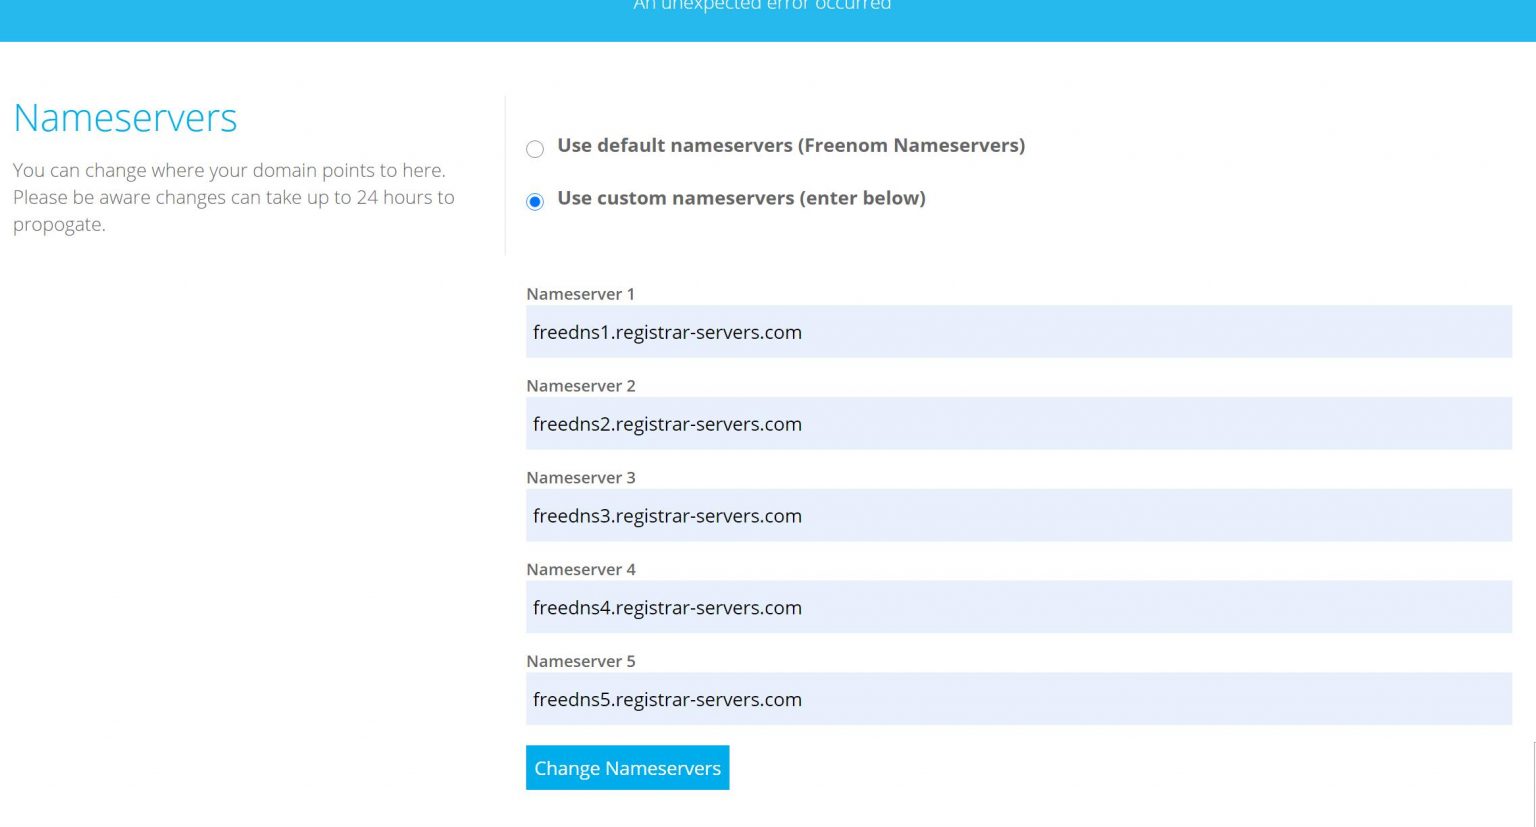 An unexpected error occurred
Nameservers
You can change where your domain points to here.
Please be aware changes can take up to 24 hours to
propogate.
Use default nameservers (Freenom Nameservers)
Use custom nameservers (enter below)
Nameserver 1
freedns1.registrar-servers.com
Nameserver 2
freedns2.registrar-servers.com
Nameserver 3
freedns3.registrar-servers.com
Nameserver 4
freedns4.registrar-servers.com
Nameserver 5
freedns5.registrar-servers.com
Change Nameservers